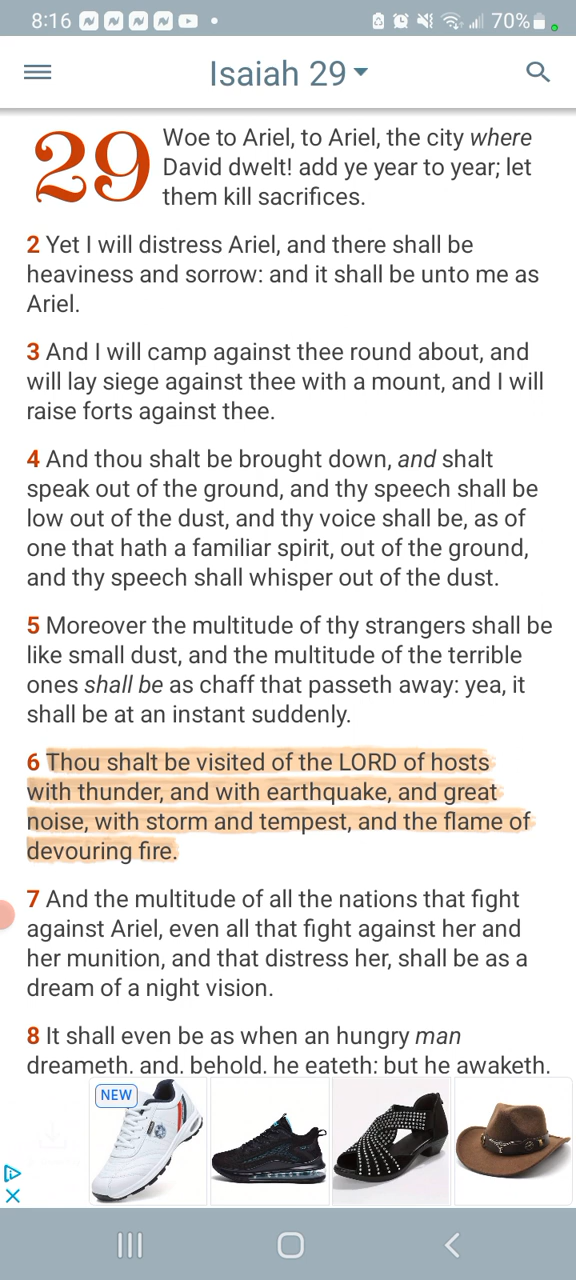 8:16
70%
Isaiah 29
29
Woe to Ariel, to Ariel, the city where
David dwelt! add ye year to year; let
them kill sacrifices.
2 Yet I will distress Ariel, and there shall be
heaviness and sorrow: and it shall be unto me as
Ariel.
3 And I will camp against thee round about, and
will lay siege against thee with a mount, and I will
raise forts against thee.
4 And thou shalt be brought down, and shalt
speak out of the ground, and thy speech shall be
low out of the dust, and thy voice shall be, as of
one that hath a familiar spirit, out of the ground,
and thy speech shall whisper out of the dust.
5 Moreover the multitude of thy strangers shall be
like small dust, and the multitude of the terrible
ones shall be as chaff that passeth away: yea, it
shall be at an instant suddenly.
6 Thou shalt be visited of the LORD of hosts
with thunder, and with earthquake, and great
noise, with storm and tempest, and the flame of
devouring fire.
7 And the multitude of all the nations that fight
against Ariel, even all that fight against her and
her munition, and that distress her, shall be as a
dream of a night vision.
8 It shall even be as when an hungry man
dreameth, and, behold, he eateth; but he awaketh,
NEW